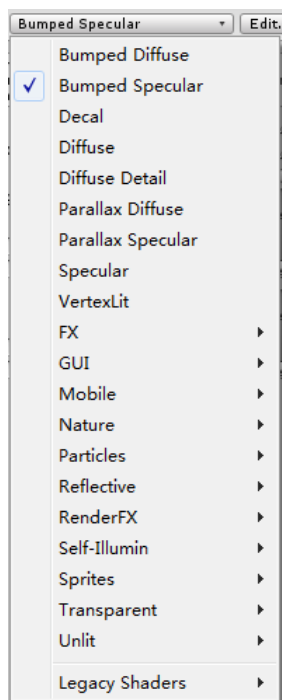 Bumped Specular Edit.
Bumped Diffuse
Bumped Specular
Decal
Diffuse
Diffuse Detail
Parallax Diffuse
Parallax Specular
Specular
VertexLit
FX
GUI
Mobile
Nature
Particles
Reflective
RenderFX
Self-Illumin
Sprites
Transparent
Unlit
Legacy Shaders